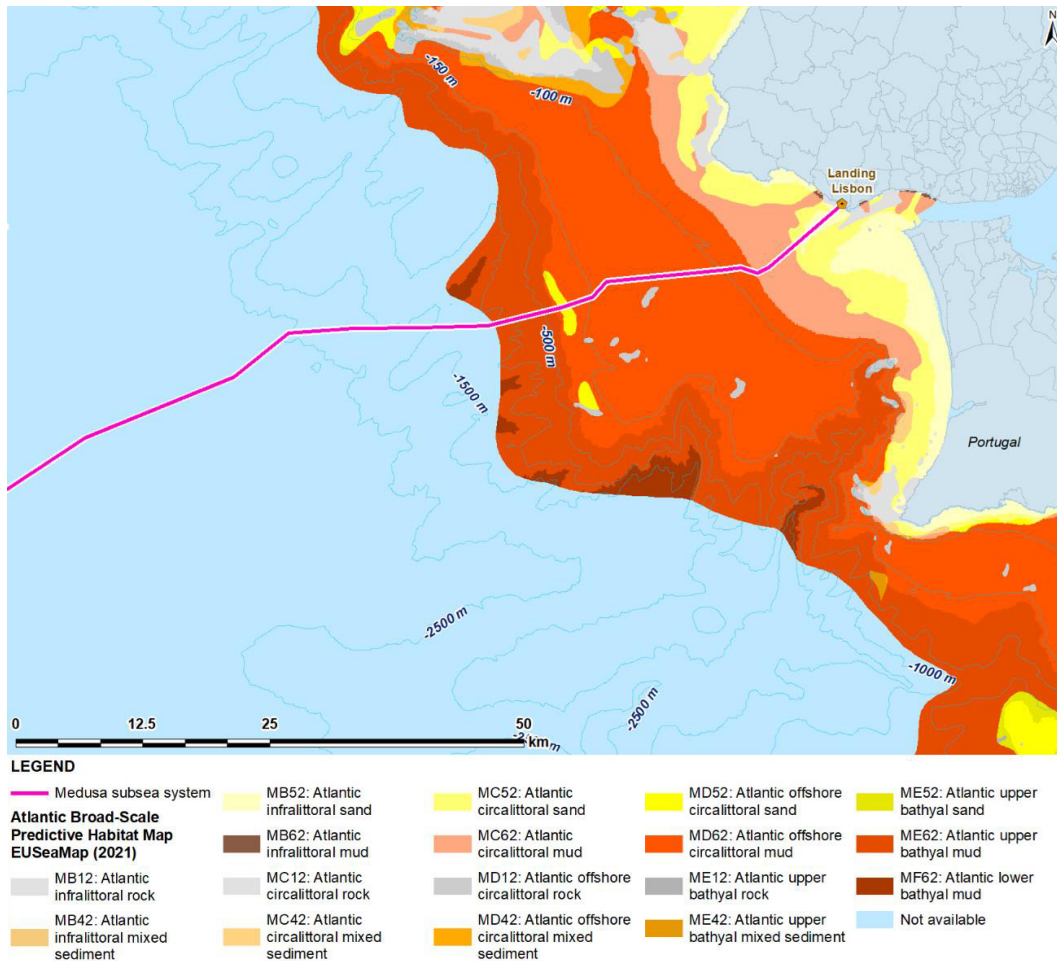 N
-150 m
-100 m
Landing
Lisbon
-500 m
-1500 m
Portugal
-2500 m
-1000 m
-2500 m
0 12.5 25 50
km
LEGEND
Medusa subsea system
Atlantic Broad-Scale
Predictive Habitat Map
EUSeaMap (2021)
MB12: Atlantic
infralittoral rock
MB42: Atlantic
infralittoral mixed
sediment
MB52: Atlantic
infralittoral sand
MB62: Atlantic
infralittoral mud
MC12: Atlantic
circalittoral rock
MC42: Atlantic
circalittoral mixed
sediment
MC52: Atlantic
circalittoral sand
MC62: Atlantic
circalittoral mud
MD12: Atlantic offshore
circalittoral rock
MD42: Atlantic offshore
circalittoral mixed
sediment
MD52: Atlantic offshore
circalittoral sand
MD62: Atlantic offshore
circalittoral mud
ME12: Atlantic upper
bathyal rock
ME42: Atlantic upper
bathyal mixed sediment
ME52: Atlantic upper
bathyal sand
ME62: Atlantic upper
bathyal mud
MF62: Atlantic lower
bathyal mud
Not available